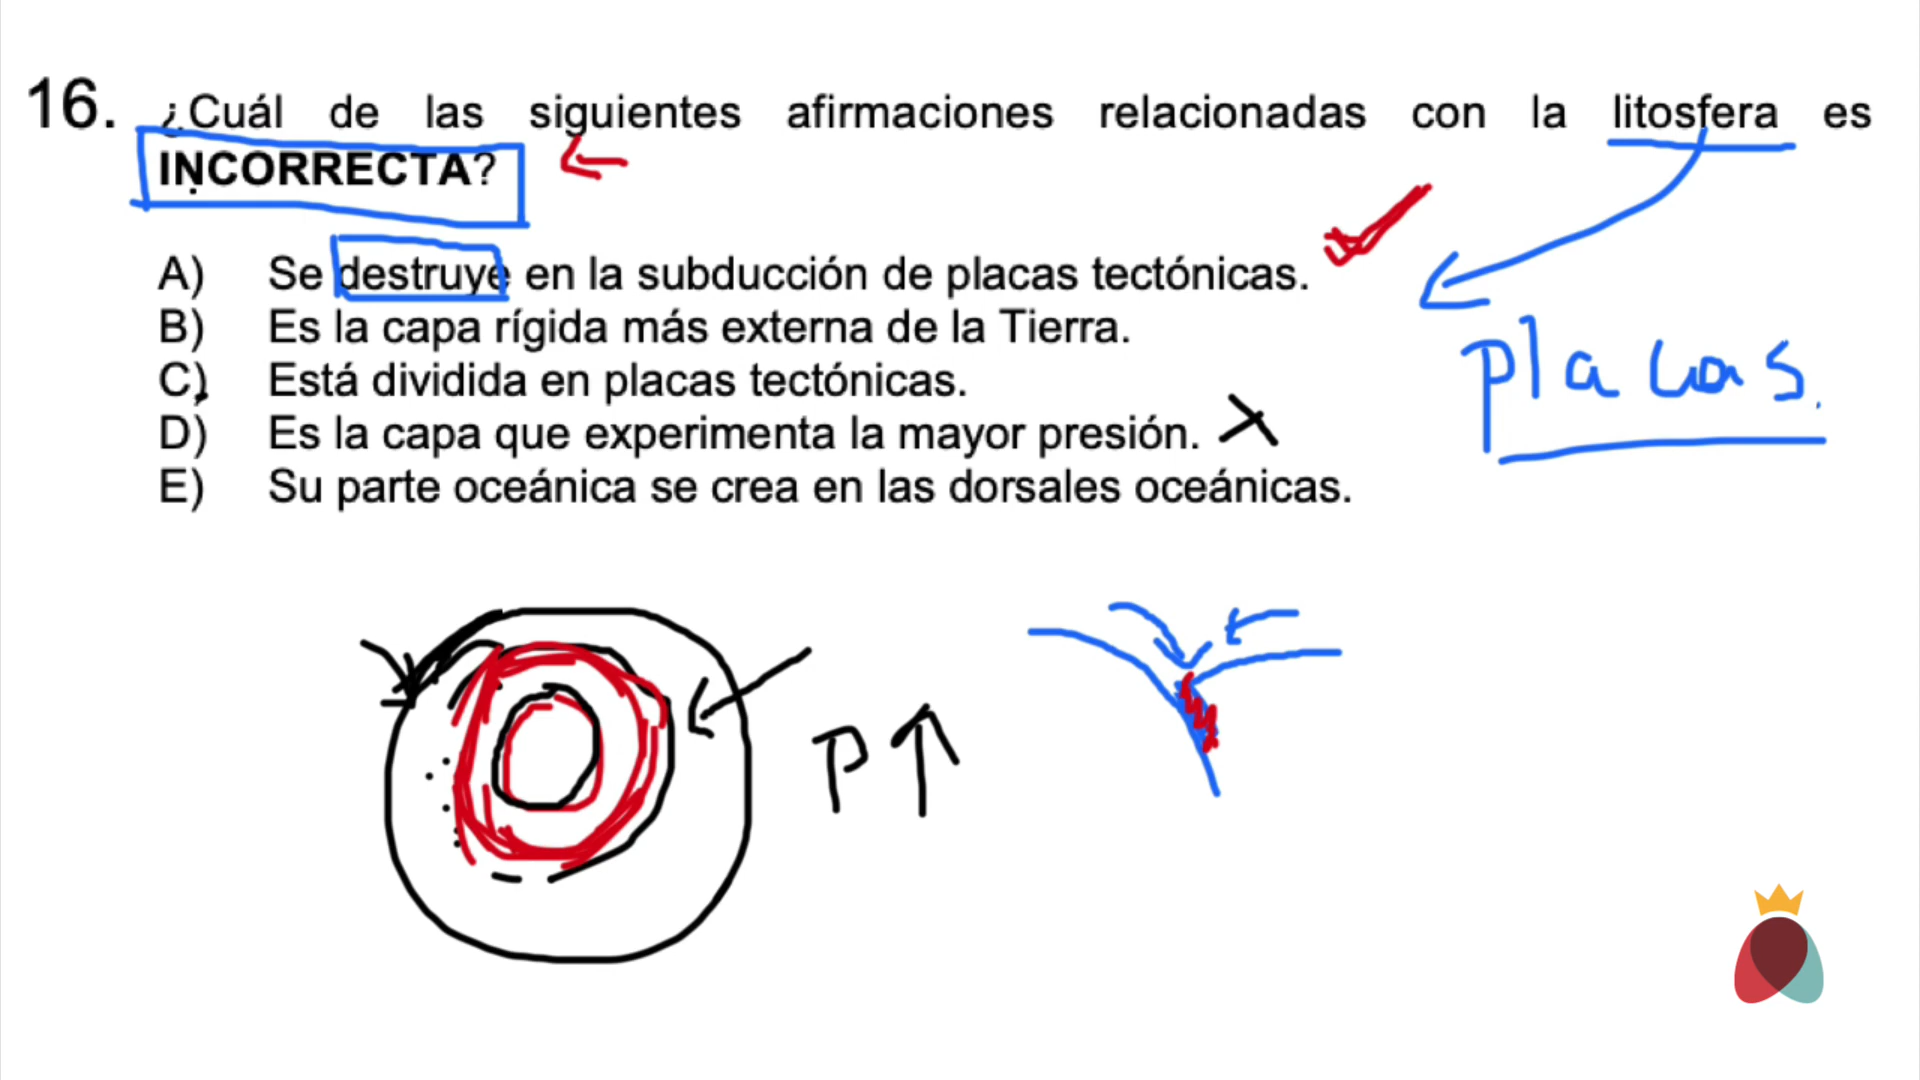 16. ¿Cuál de las siguientes afirmaciones relacionadas con la litosfera es
INCORRECTA?
A) Se destruye en la subducción de placas tectónicas.
B) Es la capa rígida más externa de la Tierra.
C) Está dividida en placas tectónicas.
D) Es la capa que experimenta la mayor presión.
E) Su parte oceánica se crea en las dorsales oceánicas.
placas.
P↑